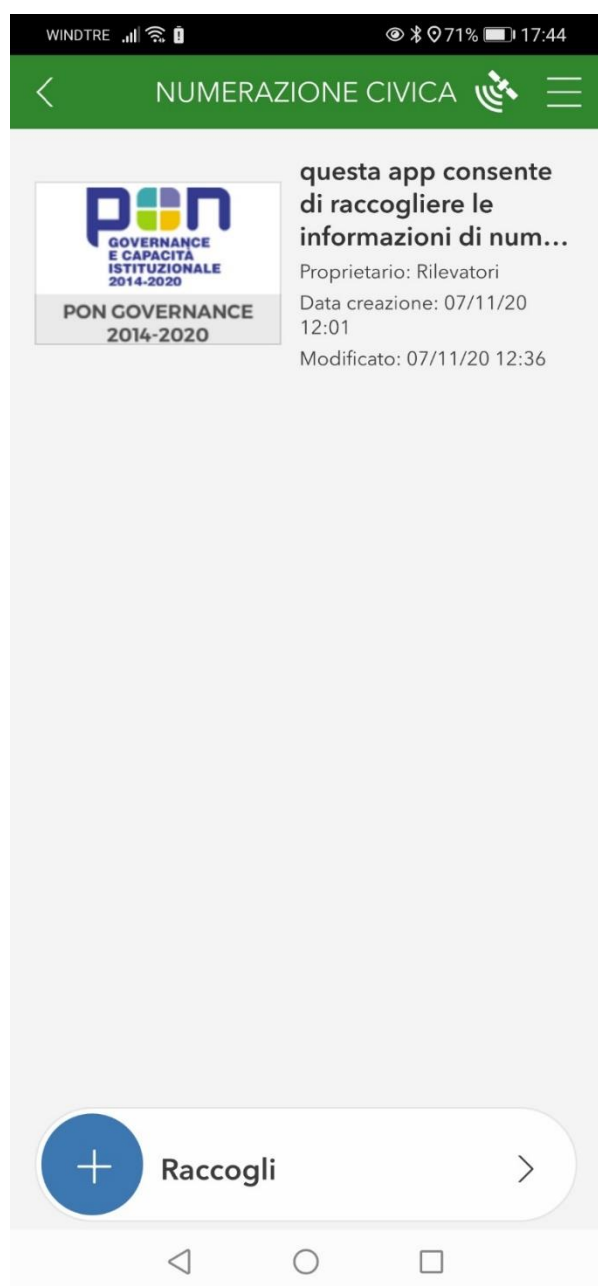 WINDTRE 71% 17:44
NUMERAZIONE CIVICA
pon
GOVERNANCE
E CAPACITÀ
ISTITUZIONALE
2014-2020
PON GOVERNANCE
2014-2020
questa app consente
di raccogliere le
informazioni di num...
Proprietario: Rilevatori
Data creazione: 07/11/20
12:01
Modificato: 07/11/20 12:36
Raccogli